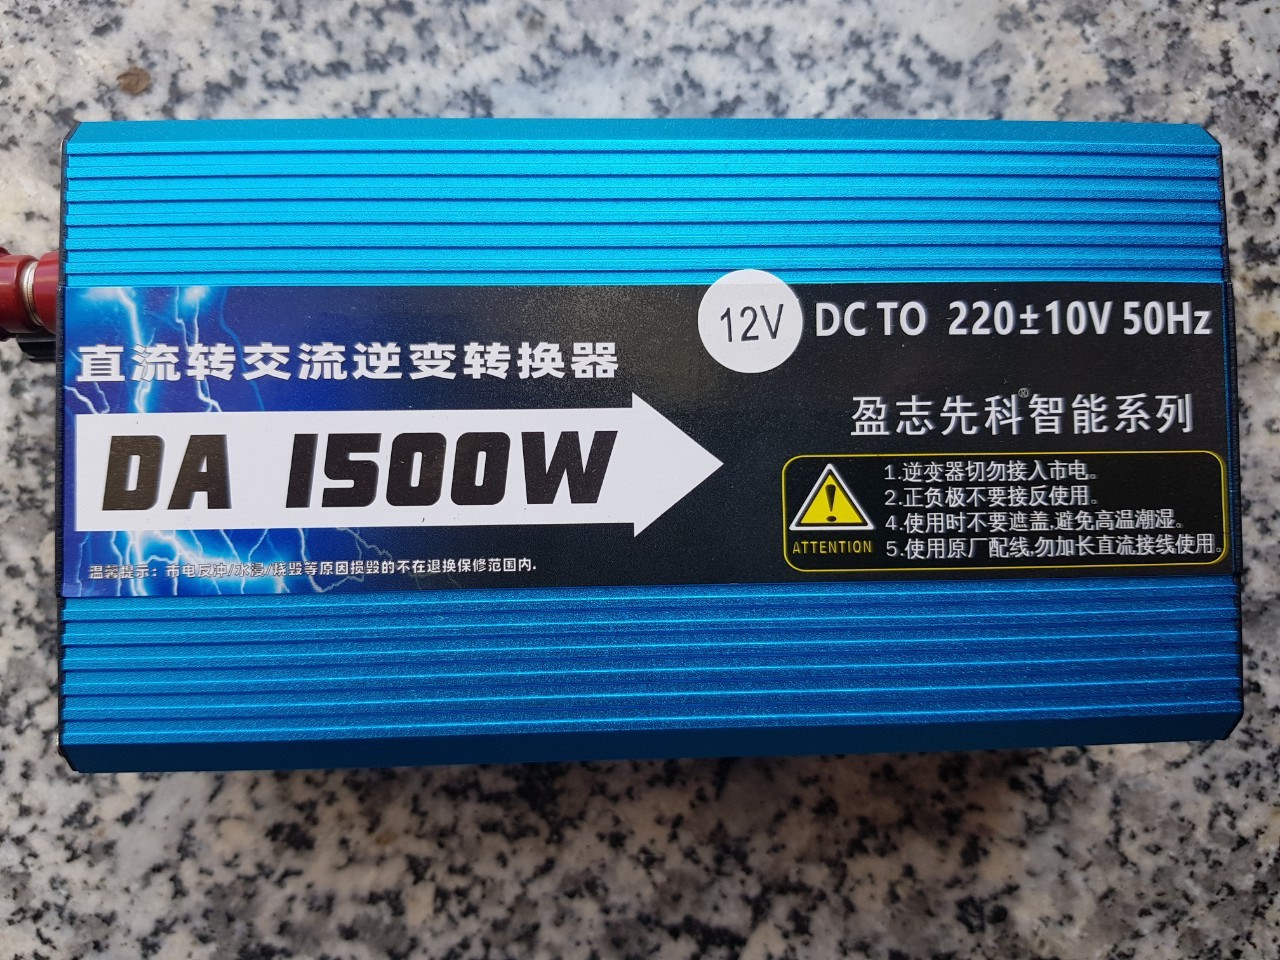 12V DC TO 220±10V 50Hz
直流转交流逆变转换器
DA 1500W
盈志先科®智能系列
ATTENTION
1.逆变器切勿接入市电。
2.正负极不要接反使用。
4.使用时不要遮盖,避免高温潮湿。
5.使用原厂配线,勿加长直流接线使用。
温馨提示：市电反冲/水浸/烧毁等原因损毁的不在退换保修范围内.